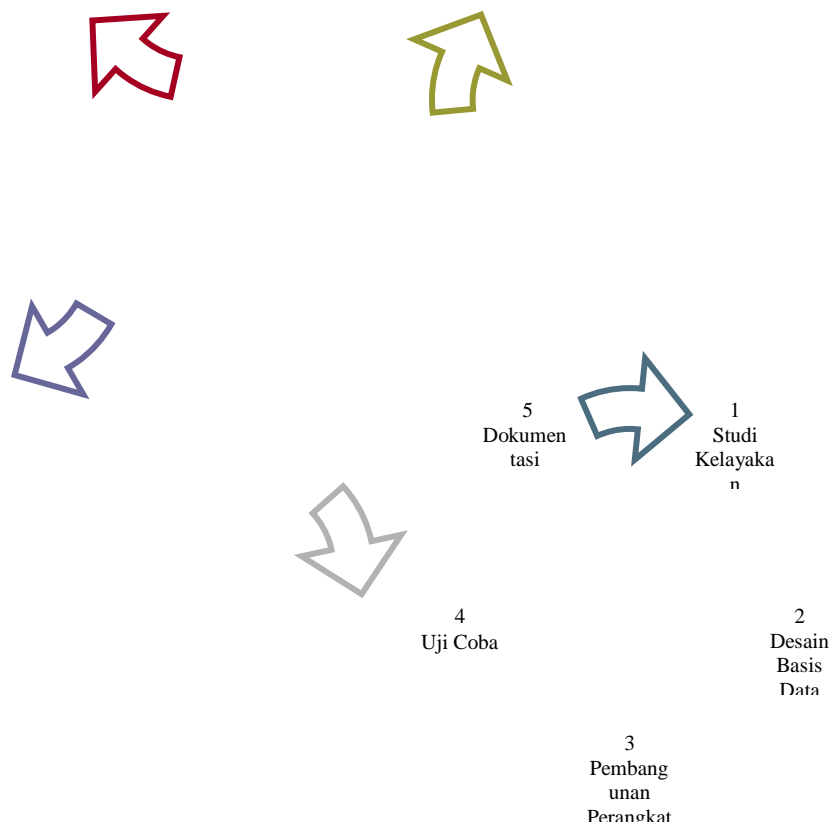 5
Dokumen
tasi
1
Studi
Kelayaka
n
4
Uji Coba
2
Desain
Basis
Data
3
Pembang
unan
Perangkat